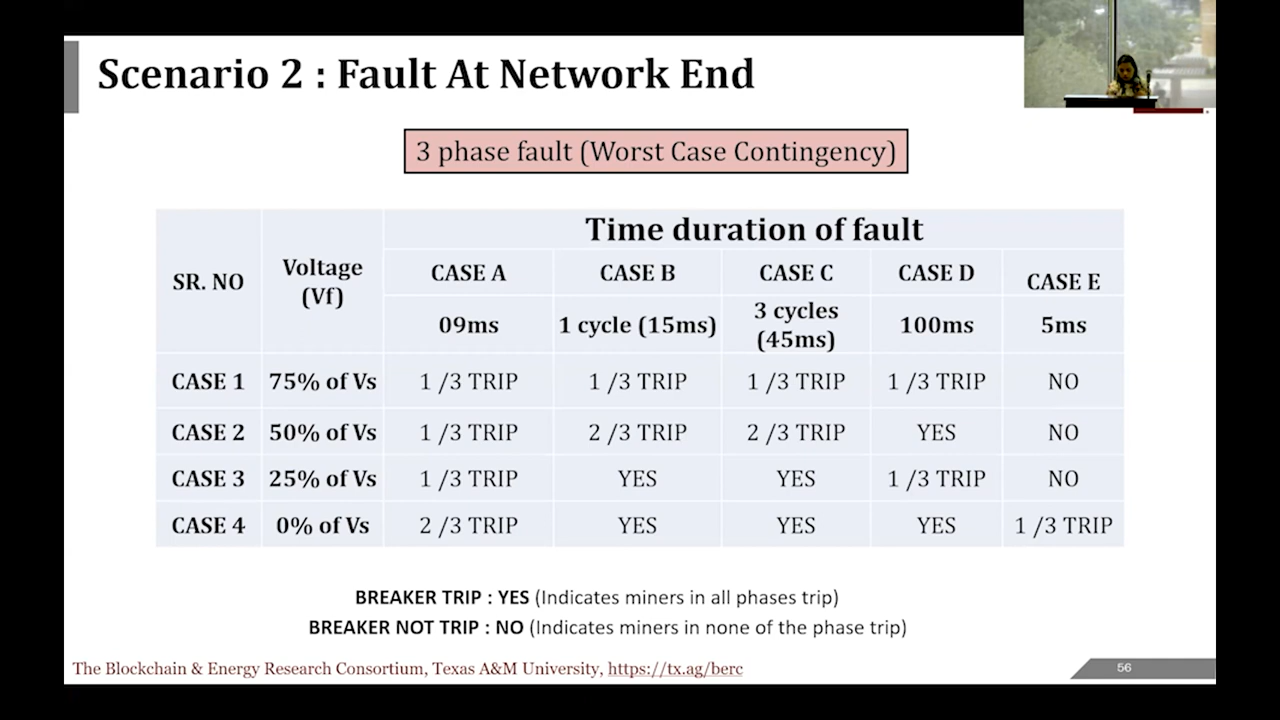 Scenario 2 : Fault At Network End
3 phase fault (Worst Case Contingency)
SR. NO Voltage (Vf) Time duration of fault
CASE A CASE B CASE C CASE D CASE E
09ms 1 cycle (15ms) 3 cycles (45ms) 100ms 5ms
CASE 1 75% of Vs 1 /3 TRIP 1 /3 TRIP 1 /3 TRIP 1 /3 TRIP NO
CASE 2 50% of Vs 1 /3 TRIP 2 /3 TRIP 2 /3 TRIP YES NO
CASE 3 25% of Vs 1 /3 TRIP YES YES 1 /3 TRIP NO
CASE 4 0% of Vs 2 /3 TRIP YES YES YES 1 /3 TRIP
BREAKER TRIP : YES (Indicates miners in all phases trip)
BREAKER NOT TRIP : NO (Indicates miners in none of the phase trip)
The Blockchain & Energy Research Consortium, Texas A&M University, https://tx.ag/berc
56